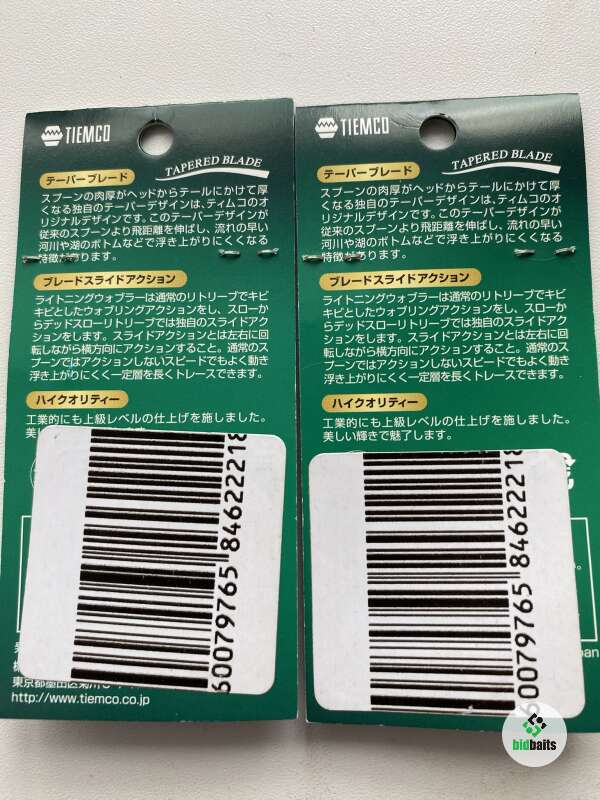 TIEMCO
TAPERED BLADE
テーパーブレード
スプーンの肉厚がヘッドからテールにかけて厚
くなる独自のテーパーデザインは、ティムコのオ
リジナルデザインです。このテーパーデザインが
従来のスプーンより飛距離を伸ばし、流れの早い
河川や湖のボトムなどで浮き上がりにくくなる
特徴があります。
ブレードスライドアクション
ライトニングウォブラーは通常のリトリーブでキビ
キビとしたウォブリングアクションをし、スローか
らデッドスローリトリーブでは独自のスライドアク
ションをします。スライドアクションとは左右に回
転しながら横方向にアクションすること。通常のス
プーンではアクションしないスピードでもよく動き
浮き上がりにくく一定層を長くトレースできます。
ハイクオリティー
工業的にも上級レベルの仕上げを施しました。
美し
60079765 84622218
東京都墨田区菊川
http://www.tiemco.co.jp
TIEMCO
TAPERED BLADE
テーパーブレード
スプーンの肉厚がヘッドからテールにかけて厚
くなる独自のテーパーデザインは、ティムコのオ
リジナルデザインです。このテーパーデザインが
従来のスプーンより飛距離を伸ばし、流れの早い
河川や湖のボトムなどで浮き上がりにくくなる
特徴があります。
ブレードスライドアクション
ライトニングウォブラーは通常のリトリーブでキビ
キビとしたウォブリングアクションをし、スローか
らデッドスローリトリーブでは独自のスライドアク
ションをします。スライドアクションとは左右に回
転しながら横方向にアクションすること。通常のス
プーンではアクションしないスピードでもよく動き
浮き上がりにくく一定層を長くトレースできます。
ハイクオリティー
工業的にも上級レベルの仕上げを施しました。
美しい輝きで魅了します。
60079765 84622218
pan
bidbaits